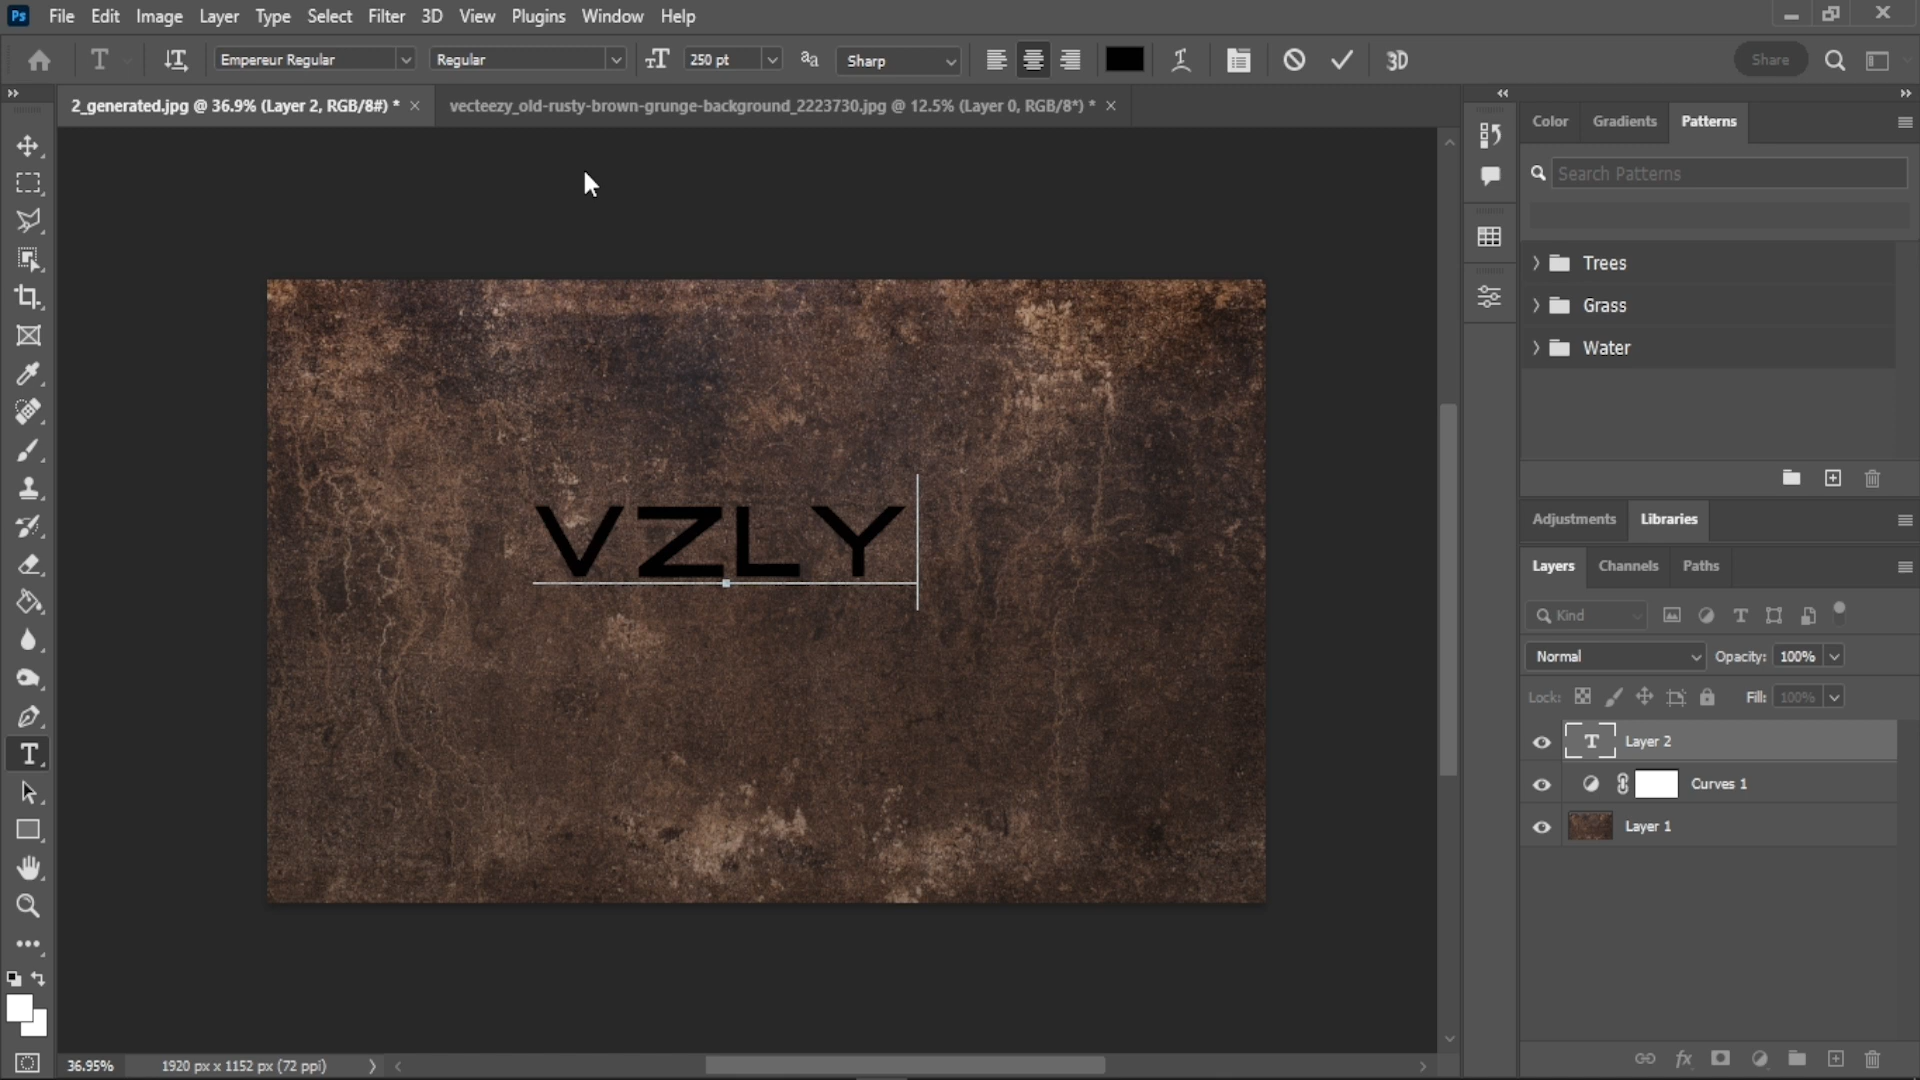 Ps File Edit Image Layer Type Select Filter 3D View Plugins Window Help
T Empereur Regular Regular 250 pt Sharp 3D Share
2_generated.jpg @ 36.9% (Layer 2, RGB/8#) * vecteezy_old-rusty-brown-grunge-background_2223730.jpg @ 12.5% (Layer 0, RGB/8*) *
Color Gradients Patterns
Search Patterns
Trees
Grass
Water
Adjustments Libraries
Layers Channels Paths
Kind
Normal Opacity: 100%
Lock: Fill: 100%
T Layer 2
Curves 1
Layer 1
VZLY
36.95% 1920 px x 1152 px (72 ppi)